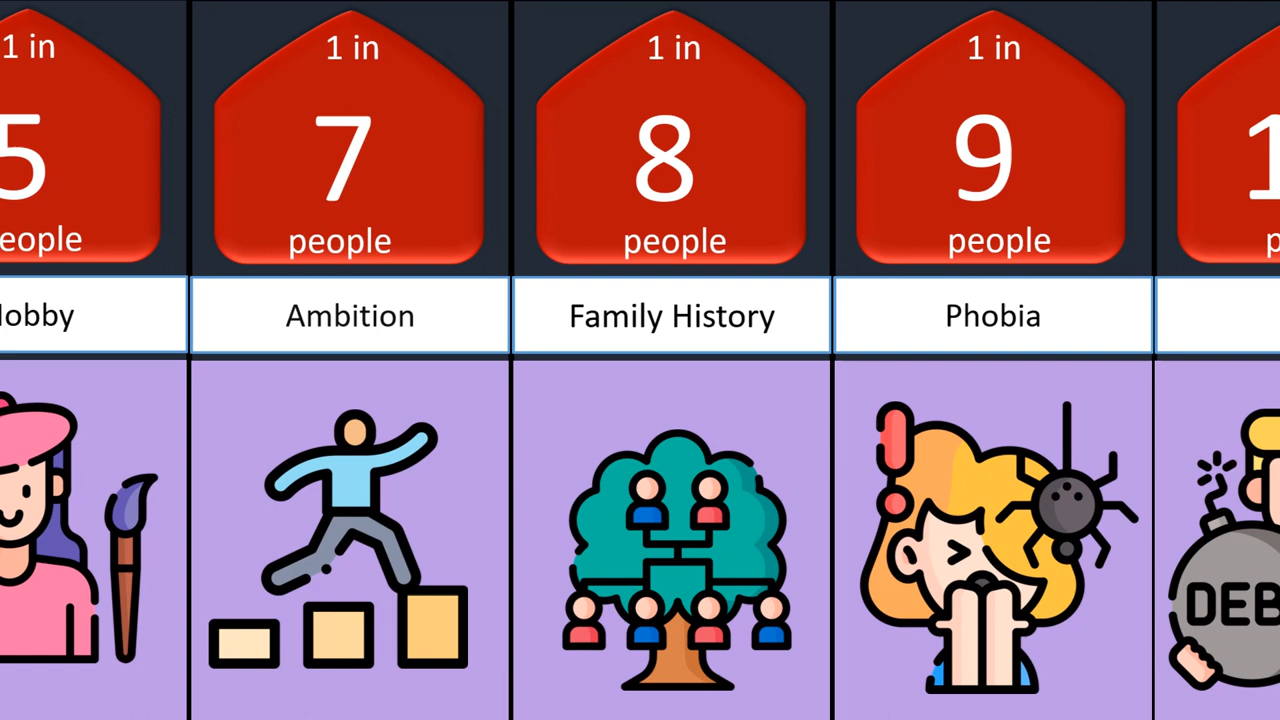 1 in
5
eople
obby
1 in
7
people
Ambition
1 in
8
people
Family History
1 in
9
people
Phobia
1
p
DEB